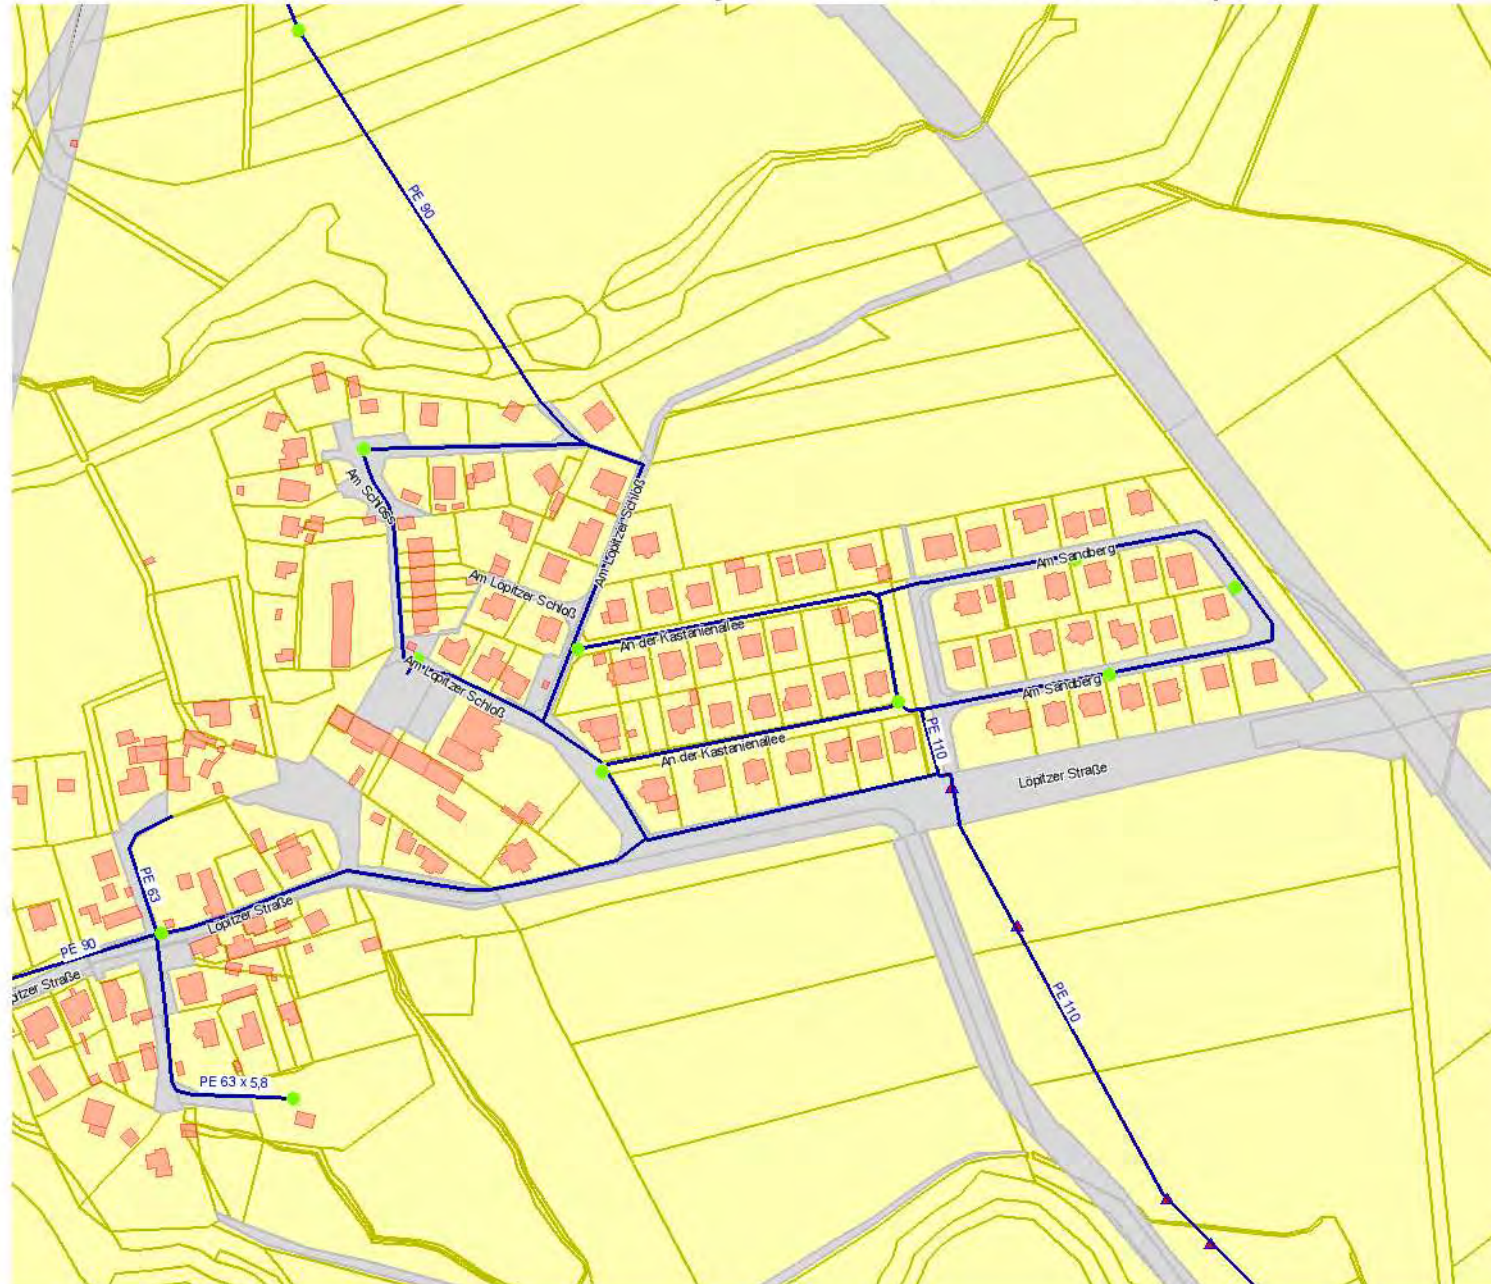 PE 90
Am Schloss
Am Löpitzer Schloß
Am Löpitzer Schloß
Am Sandberg
An der Kastanienallee
Am Löpitzer Schloß
Am Sandberg
An der Kastanienallee
PE 110
Löpitzer Straße
PE 63
Löpitzer Straße
PE 90
pitzer Straße
PE 110
PE 63 x 5,8